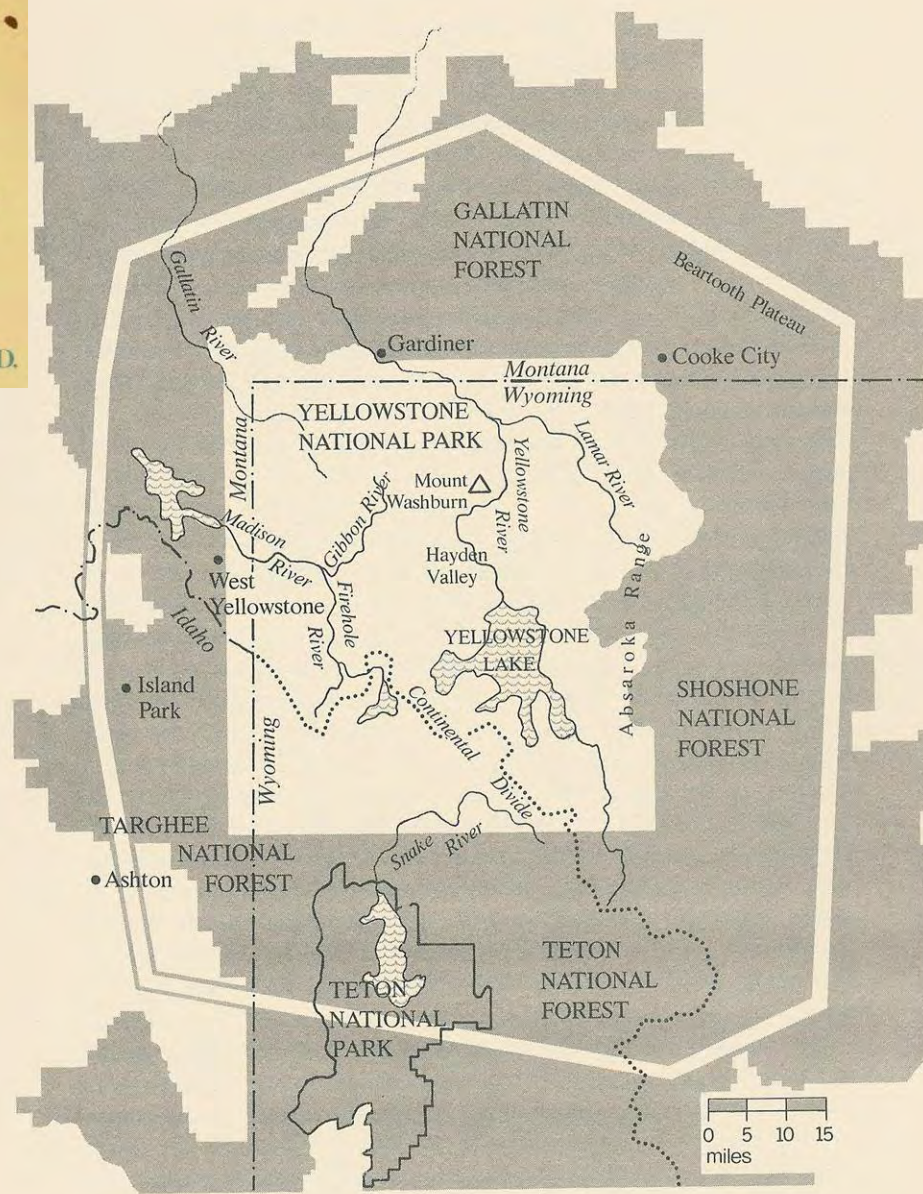 D.
GALLATIN
NATIONAL
FOREST
Beartooth Plateau
Gallatin
River
Gardiner
Cooke City
Montana
Wyoming
YELLOWSTONE
NATIONAL PARK
Montana
Lamar River
Yellowstone
River
Mount
Washburn
Gibbon River
Madison
River
Hayden
Valley
West
Yellowstone
Firehole
River
Idaho
YELLOWSTONE
LAKE
Absaroka Range
Island
Park
Continental
Divide
SHOSHONE
NATIONAL
FOREST
Wyoming
TARGHEE
NATIONAL
FOREST
Snake
River
Ashton
TETON
NATIONAL
FOREST
TETON
NATIONAL
PARK
0 5 10 15
miles